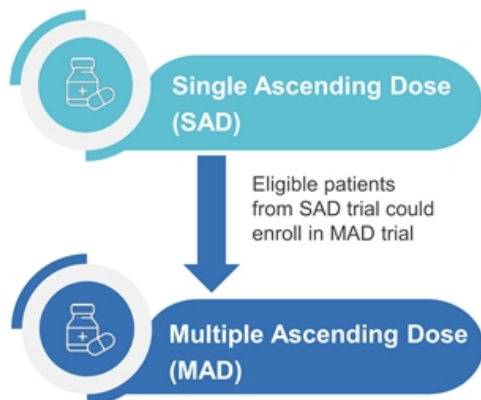 Single Ascending Dose
(SAD)
Eligible patients
from SAD trial could
enroll in MAD trial
Multiple Ascending Dose
(MAD)